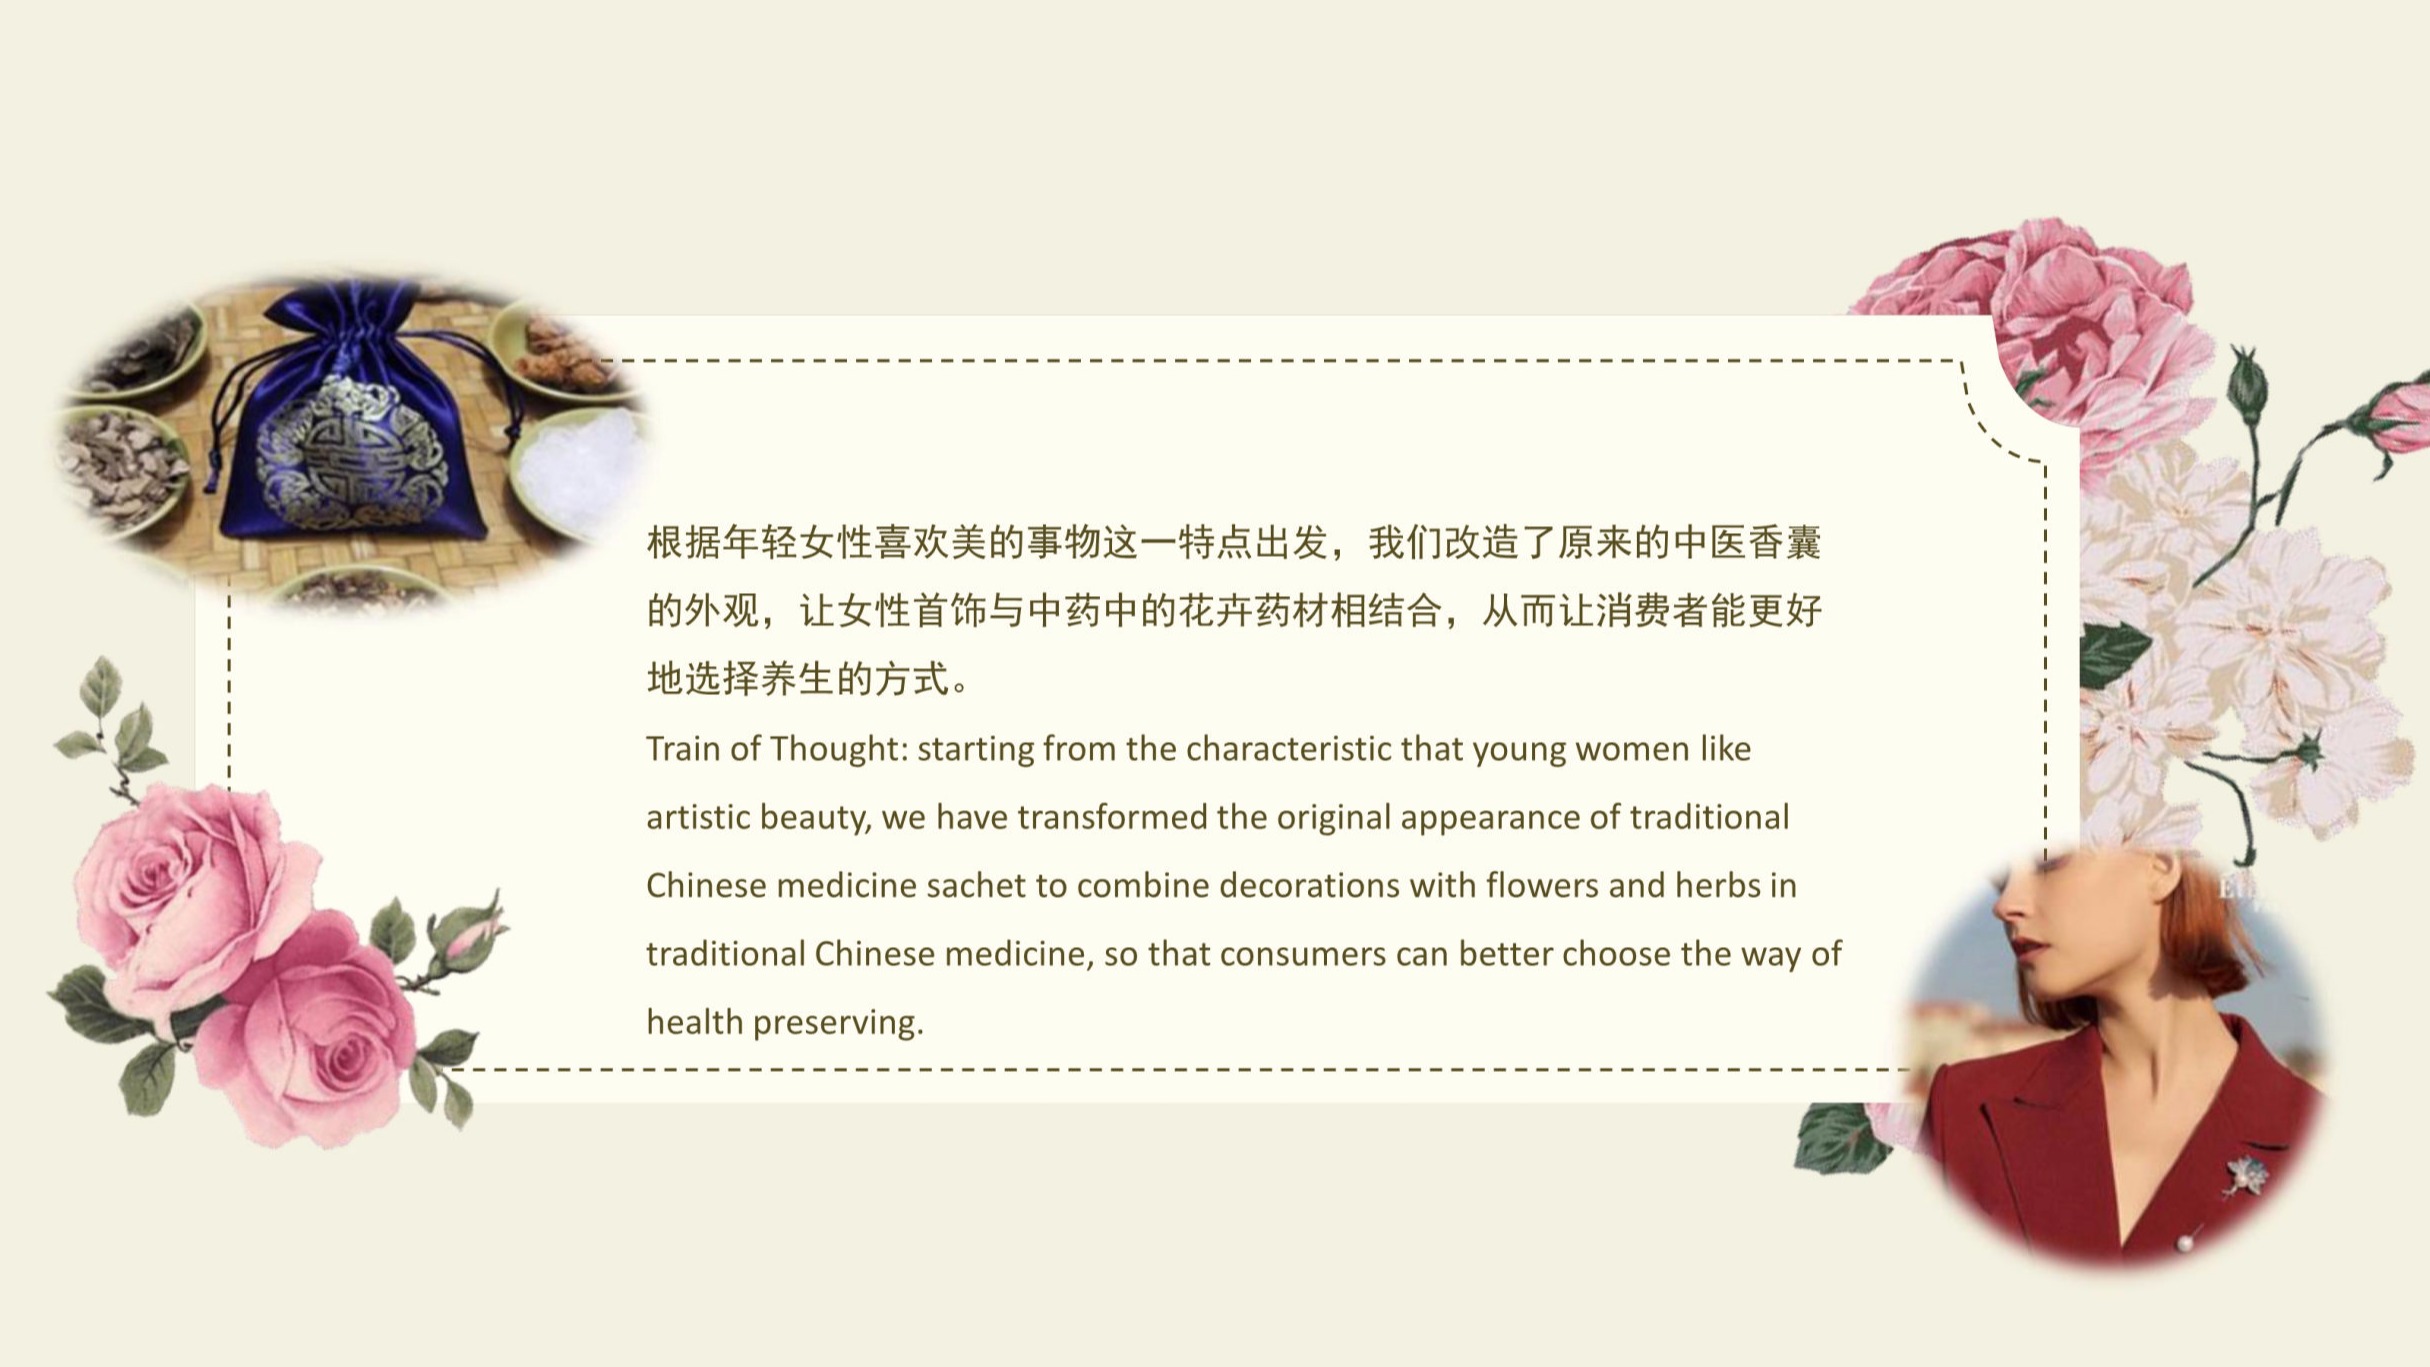 根据年轻女性喜欢美的事物这一特点出发，我们改造了原来的中医香囊
的外观，让女性首饰与中药中的花卉药材相结合，从而让消费者能更好
地选择养生的方式。
Train of Thought: starting from the characteristic that young women like
artistic beauty, we have transformed the original appearance of traditional
Chinese medicine sachet to combine decorations with flowers and herbs in
traditional Chinese medicine, so that consumers can better choose the way of
health preserving.